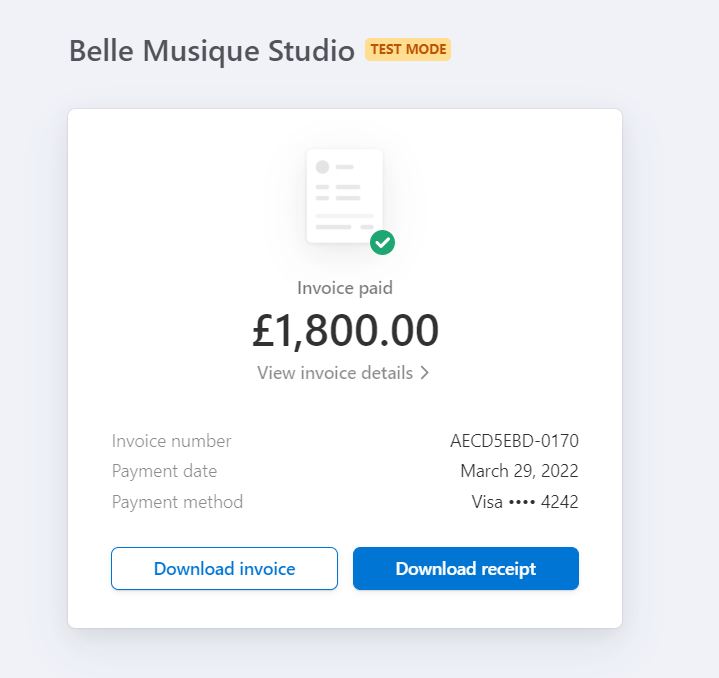 Belle Musique Studio TEST MODE
Invoice paid
£1,800.00
View invoice details >
Invoice number AECD5EBD-0170
Payment date March 29, 2022
Payment method Visa •••• 4242
Download invoice Download receipt